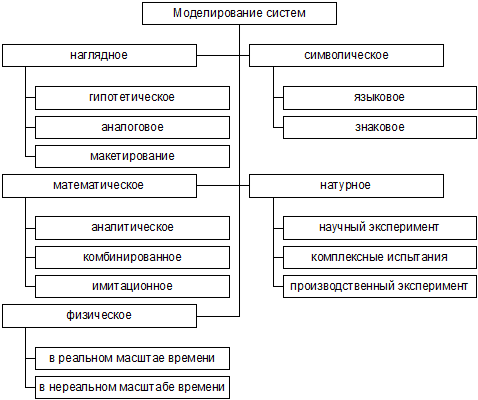 Моделирование систем
наглядное
символическое
гипотетическое
языковое
аналоговое
знаковое
макетирование
математическое
натурное
аналитическое
научный эксперимент
комбинированное
комплексные испытания
имитационное
производственный эксперимент
физическое
в реальном масштае времени
в нереальном масштабе времени